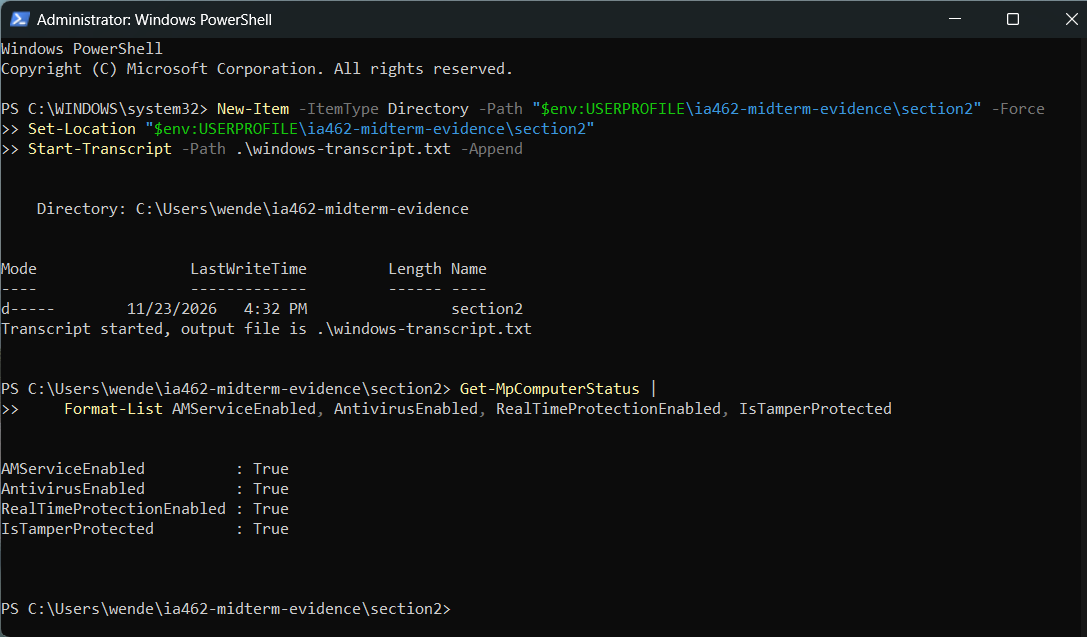 Administrator: Windows PowerShell
Windows PowerShell
Copyright (C) Microsoft Corporation. All rights reserved.
PS C:\WINDOWS\system32> New-Item -ItemType Directory -Path "$env:USERPROFILE\ia462-midterm-evidence\section2" -Force
>> Set-Location "$env:USERPROFILE\ia462-midterm-evidence\section2"
>> Start-Transcript -Path .\windows-transcript.txt -Append
    Directory: C:\Users\wende\ia462-midterm-evidence
Mode                 LastWriteTime         Length Name
----                 -------------         ------ ----
d-----        11/23/2026   4:32 PM                section2
Transcript started, output file is .\windows-transcript.txt
PS C:\Users\wende\ia462-midterm-evidence\section2> Get-MpComputerStatus |
>>     Format-List AMServiceEnabled, AntivirusEnabled, RealTimeProtectionEnabled, IsTamperProtected
AMServiceEnabled          : True
AntivirusEnabled          : True
RealTimeProtectionEnabled : True
IsTamperProtected         : True
PS C:\Users\wende\ia462-midterm-evidence\section2>